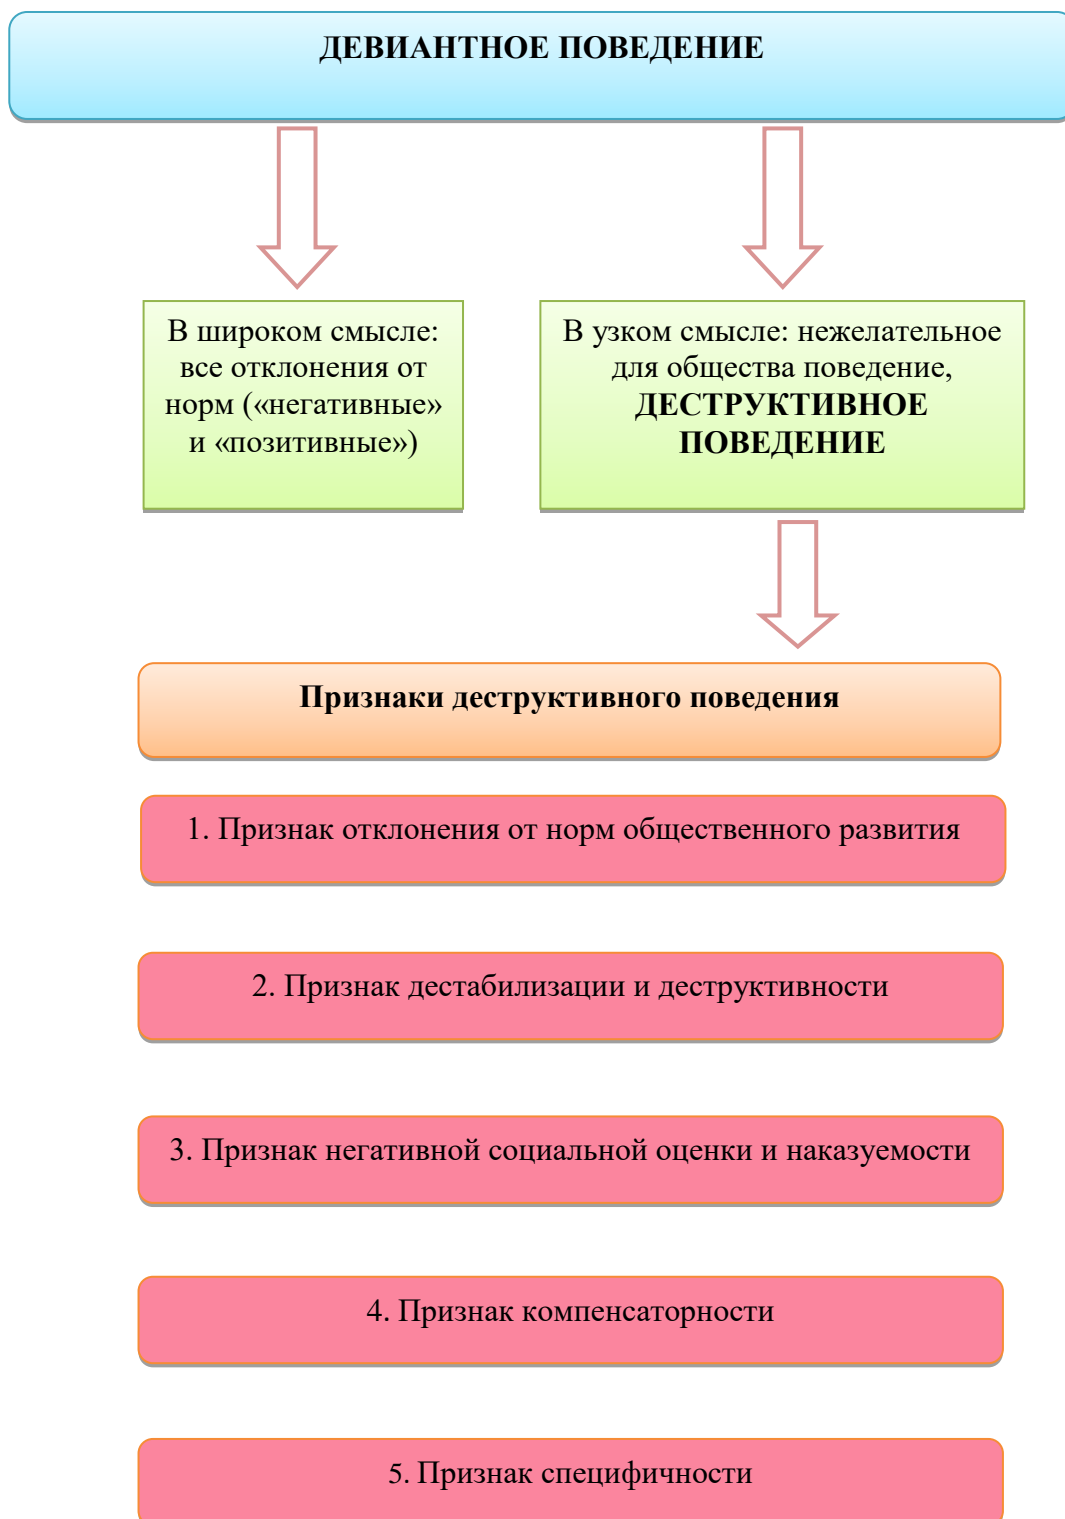 ДЕВИАНТНОЕ ПОВЕДЕНИЕ
В широком смысле:
все отклонения от
норм («негативные»
и «позитивные»)
В узком смысле: нежелательное
для общества поведение,
ДЕСТРУКТИВНОЕ
ПОВЕДЕНИЕ
Признаки деструктивного поведения
1. Признак отклонения от норм общественного развития
2. Признак дестабилизации и деструктивности
3. Признак негативной социальной оценки и наказуемости
4. Признак компенсаторности
5. Признак специфичности